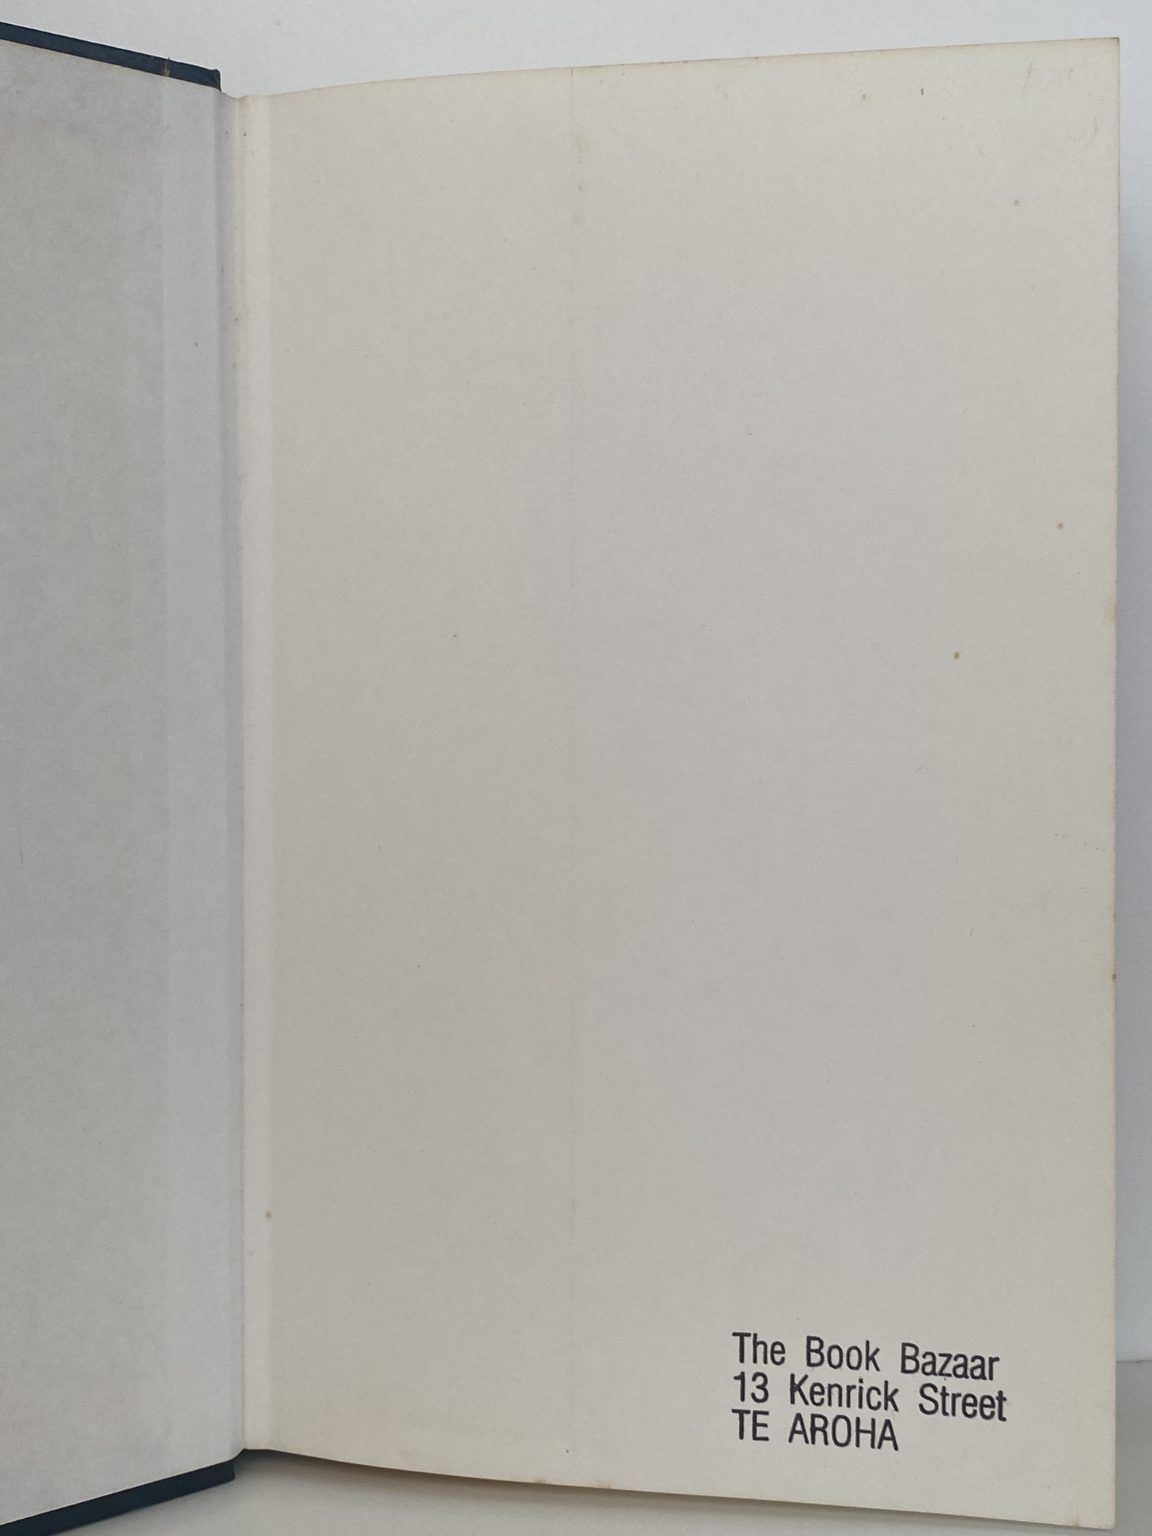 The Book Bazaar
13 Kenrick Street
TE AROHA